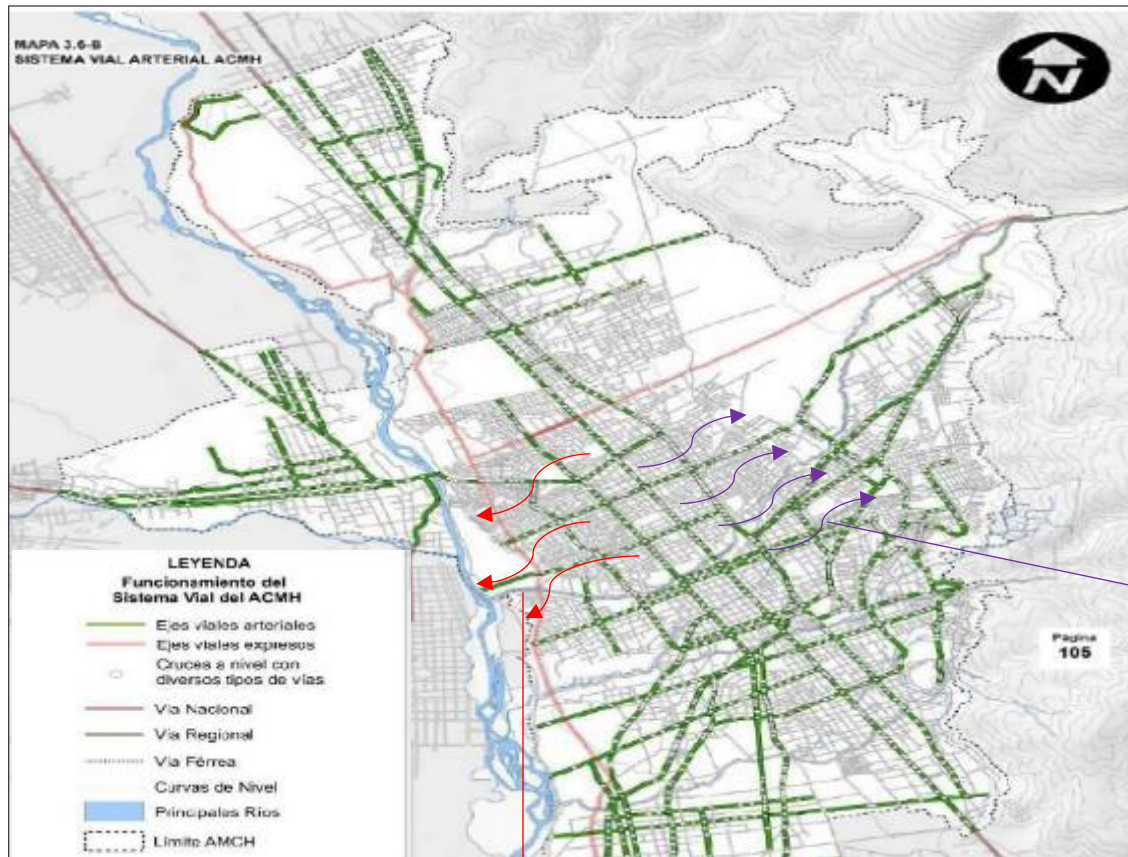 MAPA 3.6-B
SISTEMA VIAL ARTERIAL ACMH
N
LEYENDA
Funcionamiento del
Sistema Vial del ACMH
Ejes viales arteriales
Ejes viales expresos
Cruces a nivel con
diversos tipos de vías
Vía Nacional
Vía Regional
Vía Férrea
Curvas de Nivel
Principales Ríos
Límite AMCH
Página
105